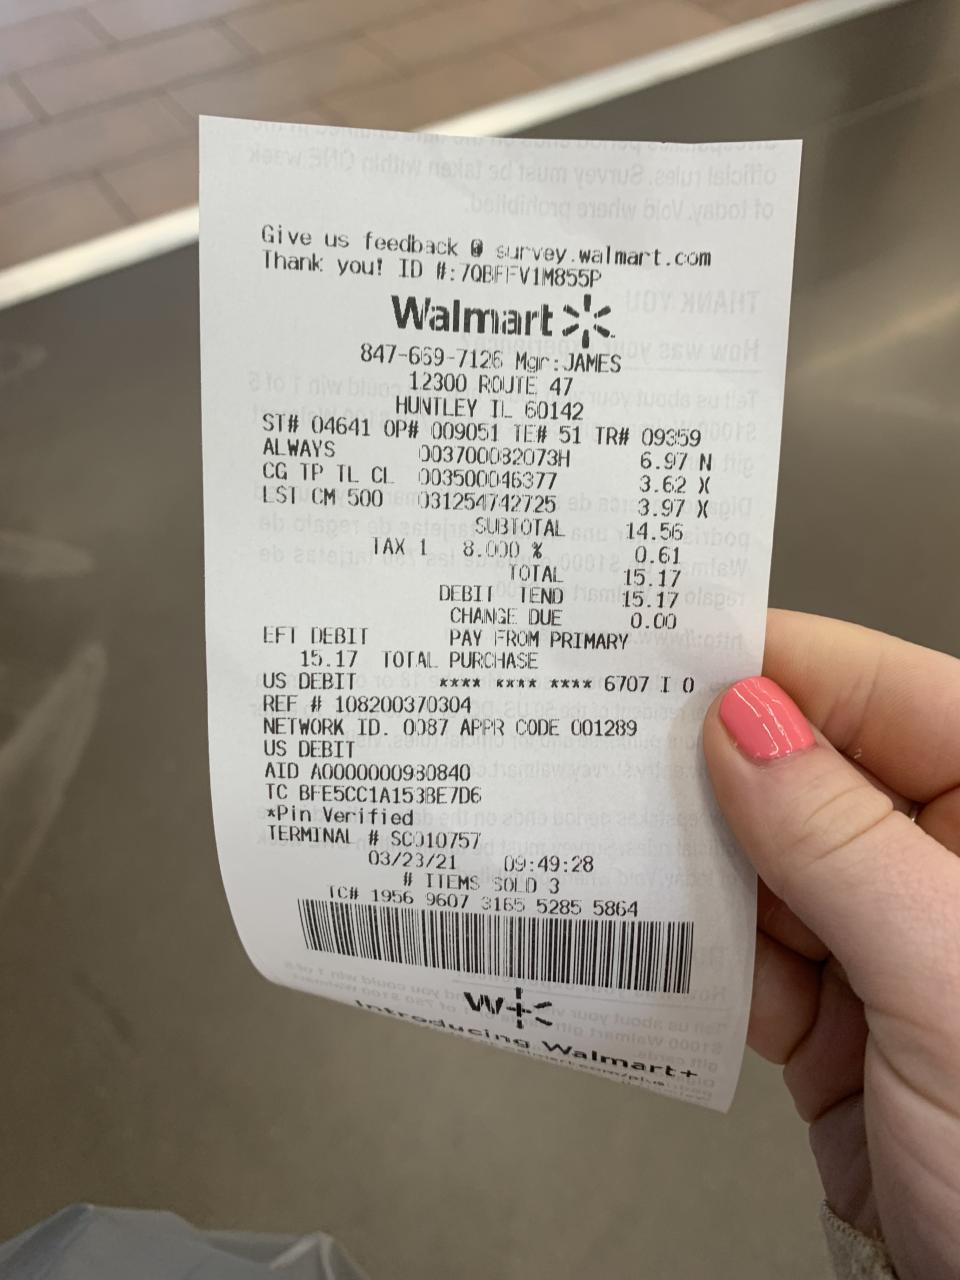 Give us feedback @ survey.walmart.com
Thank you! ID #:7QBFFV1M855P
Walmart
847-669-7126 Mgr:JAMES
12300 ROUTE 47
HUNTLEY IL 60142
ST# 04641 OP# 009051 TE# 51 TR# 09359
ALWAYS 003700082073H 6.97 N
CG TP TL CL 003500046377 3.62 X
LST CM 500 031254742725 3.97 X
SUBTOTAL 14.56
TAX 1 8.000 % 0.61
TOTAL 15.17
DEBIT TEND 15.17
CHANGE DUE 0.00
EFT DEBIT PAY FROM PRIMARY
15.17 TOTAL PURCHASE
US DEBIT **** **** **** 6707 I 0
REF # 108200370304
NETWORK ID. 0087 APPR CODE 001289
US DEBIT
AID A0000000980840
TC BFE5CC1A153BE7D6
*Pin Verified
TERMINAL # SC010757
03/23/21 09:49:28
# ITEMS SOLD 3
TC# 1956 9607 3165 5285 5864
W+
Introducing Walmart+